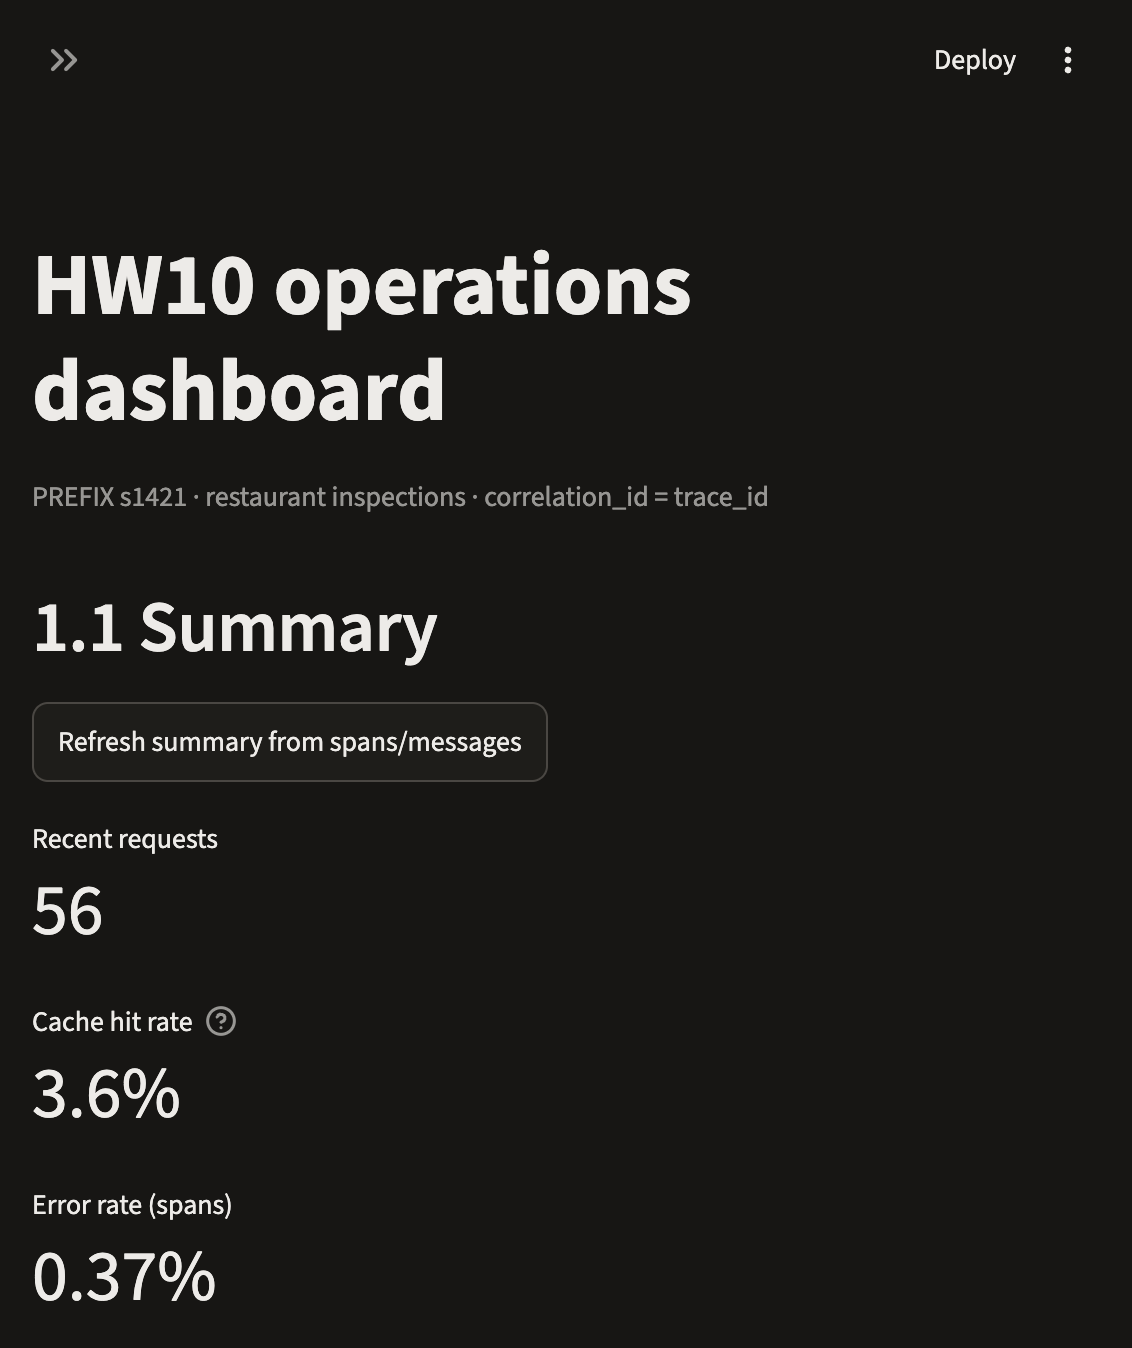 Deploy
HW10 operations
dashboard
PREFIX s1421 · restaurant inspections · correlation_id = trace_id
1.1 Summary
Refresh summary from spans/messages
Recent requests
56
Cache hit rate
3.6%
Error rate (spans)
0.37%